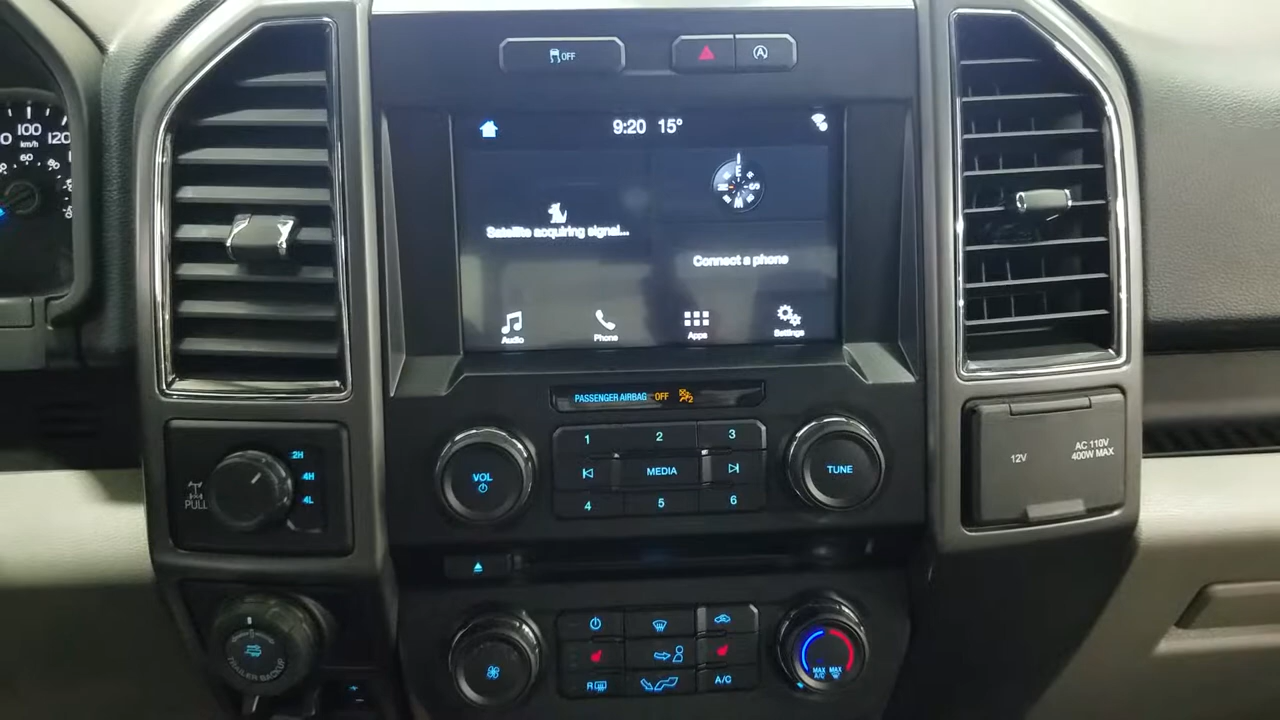 OFF
A
100
120
km/h
60
9:20 15°
E
S
W
Satellite acquiring signal...
Connect a phone
Audio
Phone
Apps
Settings
PASSENGER AIRBAG OFF
2
2H
4H
4L
PULL
VOL
1
2
3
MEDIA
4
5
6
TUNE
12V
AC 110V
400W MAX
TRAILER BACKUP
R
A/C
MAX
A/C
MAX